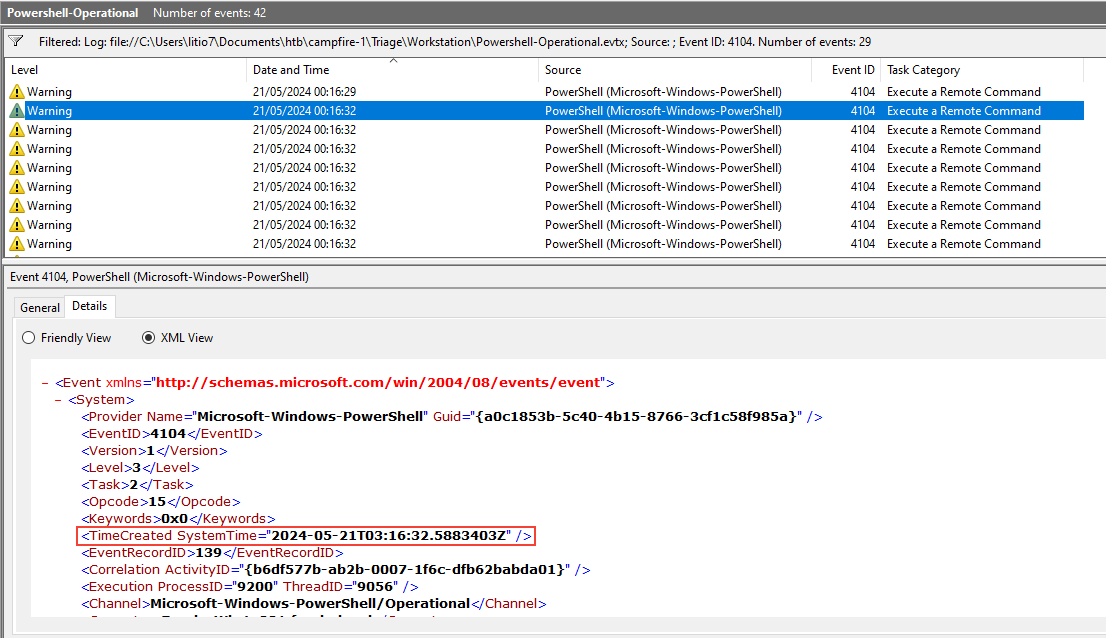 Powershell-Operational Number of events: 42
Filtered: Log: file://C:\Users\litio7\Documents\htb\campfire-1\Triage\Workstation\Powershell-Operational.evtx; Source: ; Event ID: 4104. Number of events: 29
Level Date and Time Source Event ID Task Category
Warning 21/05/2024 00:16:29 PowerShell (Microsoft-Windows-PowerShell) 4104 Execute a Remote Command
Warning 21/05/2024 00:16:32 PowerShell (Microsoft-Windows-PowerShell) 4104 Execute a Remote Command
Warning 21/05/2024 00:16:32 PowerShell (Microsoft-Windows-PowerShell) 4104 Execute a Remote Command
Warning 21/05/2024 00:16:32 PowerShell (Microsoft-Windows-PowerShell) 4104 Execute a Remote Command
Warning 21/05/2024 00:16:32 PowerShell (Microsoft-Windows-PowerShell) 4104 Execute a Remote Command
Warning 21/05/2024 00:16:32 PowerShell (Microsoft-Windows-PowerShell) 4104 Execute a Remote Command
Warning 21/05/2024 00:16:32 PowerShell (Microsoft-Windows-PowerShell) 4104 Execute a Remote Command
Warning 21/05/2024 00:16:32 PowerShell (Microsoft-Windows-PowerShell) 4104 Execute a Remote Command
Warning 21/05/2024 00:16:32 PowerShell (Microsoft-Windows-PowerShell) 4104 Execute a Remote Command
Event 4104, PowerShell (Microsoft-Windows-PowerShell)
General Details
Friendly View XML View
- <Event xmlns="http://schemas.microsoft.com/win/2004/08/events/event">
- <System>
<Provider Name="Microsoft-Windows-PowerShell" Guid="{a0c1853b-5c40-4b15-8766-3cf1c58f985a}" />
<EventID>4104</EventID>
<Version>1</Version>
<Level>3</Level>
<Task>2</Task>
<Opcode>15</Opcode>
<Keywords>0x0</Keywords>
<TimeCreated SystemTime="2024-05-21T03:16:32.5883403Z" />
<EventRecordID>139</EventRecordID>
<Correlation ActivityID="{b6df577b-ab2b-0007-1f6c-dfb62babda01}" />
<Execution ProcessID="9200" ThreadID="9056" />
<Channel>Microsoft-Windows-PowerShell/Operational</Channel>